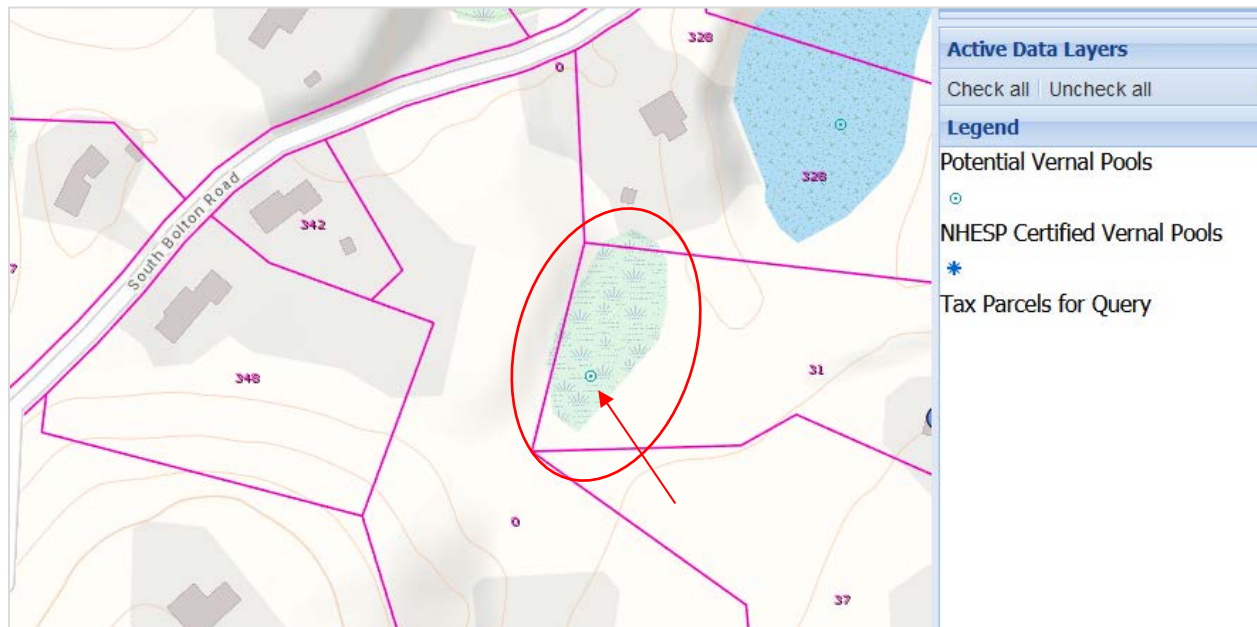 Active Data Layers
Check all | Uncheck all
Legend
Potential Vernal Pools
NHESP Certified Vernal Pools
Tax Parcels for Query
328
0
328
South Bolton Road
342
7
348
31
0
37